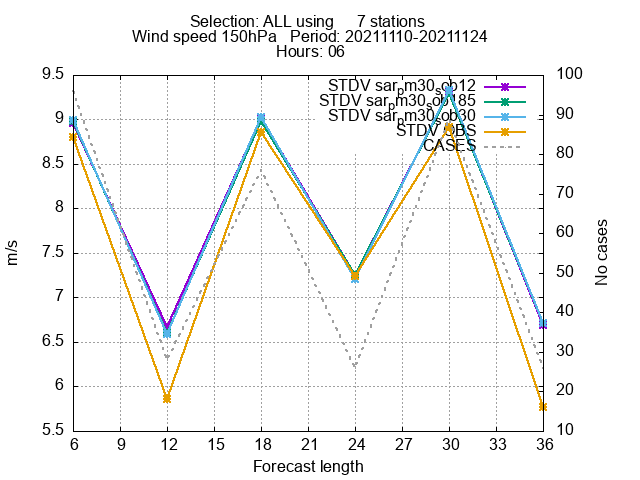 Selection: ALL using     7 stations
Wind speed 150hPa   Period: 20211110-20211124
Hours: 06
STDV sarpm30sob12
STDV sarpm30sob185
STDV sarpm30sob30
STDV OBS
CASES
9.5
9
8.5
8
7.5
7
6.5
6
5.5
m/s
100
90
80
70
60
50
40
30
20
10
No cases
6 9 12 15 18 21 24 27 30 33 36
Forecast length